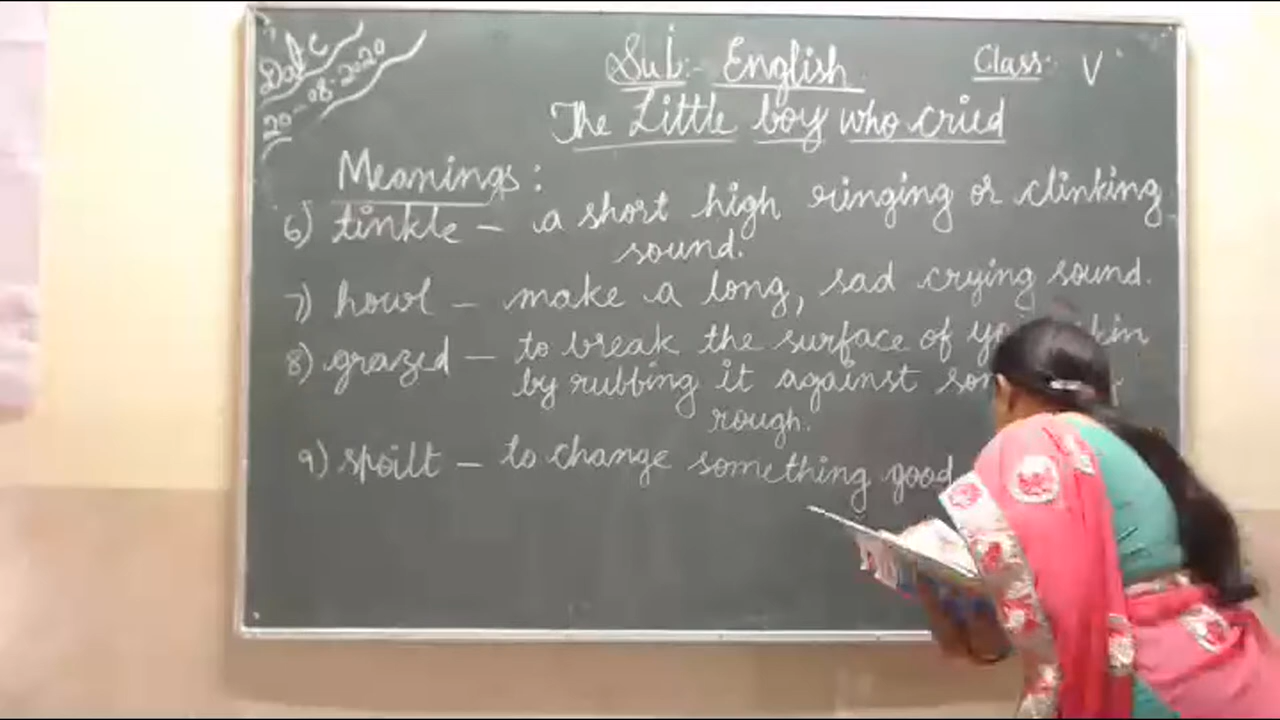 Date
20-08-2020
Sub:- English
Class: V
The Little boy who cried
Meanings:
6) tinkle - a short high ringing or clinking
sound.
7) howl - make a long, sad crying sound.
8) grazed - to break the surface of
by rubbing it against
rough.
9) spoilt - to change something good